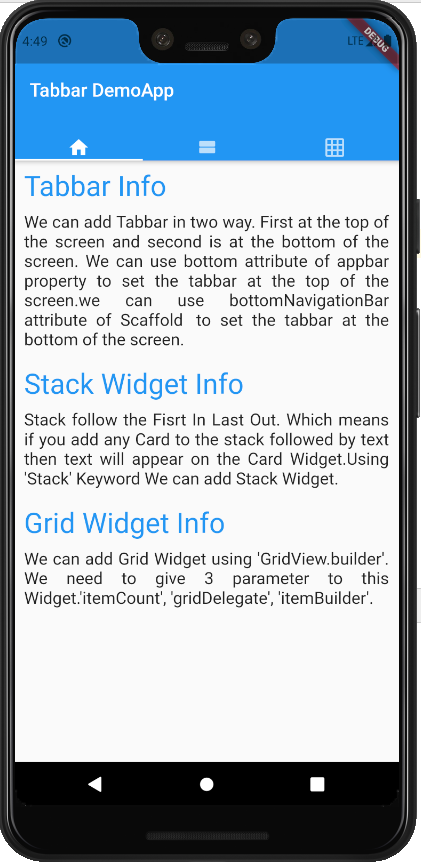 4:49
LTE
DEBUG
Tabbar DemoApp
Tabbar Info
We can add Tabbar in two way. First at the top of
the screen and second is at the bottom of the
screen. We can use bottom attribute of appbar
property to set the tabbar at the top of the
screen.we can use bottomNavigationBar
attribute of Scaffold to set the tabbar at the
bottom of the screen.
Stack Widget Info
Stack follow the Fisrt In Last Out. Which means
if you add any Card to the stack followed by text
then text will appear on the Card Widget.Using
'Stack' Keyword We can add Stack Widget.
Grid Widget Info
We can add Grid Widget using 'GridView.builder'.
We need to give 3 parameter to this
Widget.'itemCount', 'gridDelegate', 'itemBuilder'.